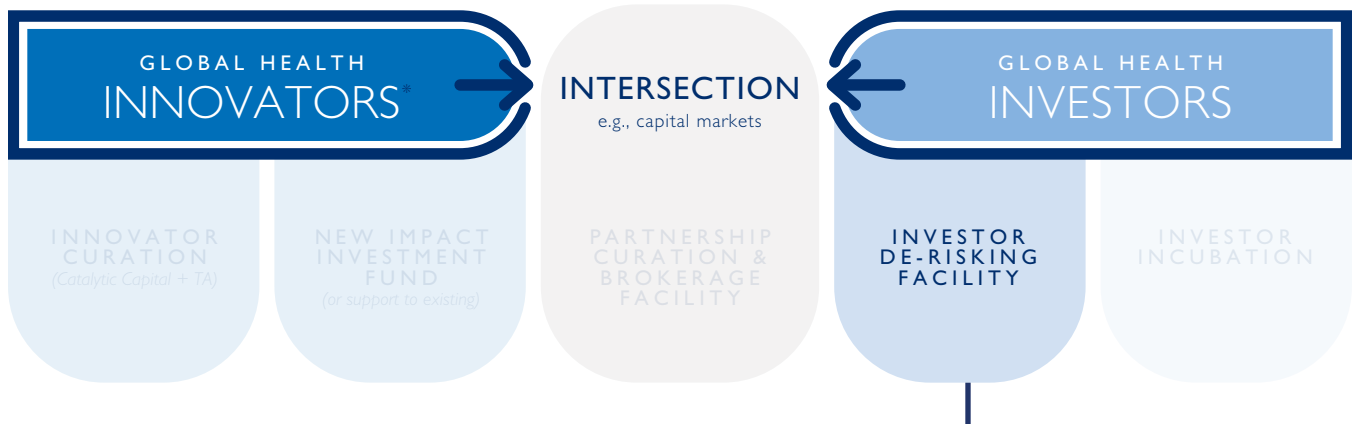 GLOBAL HEALTH
INNOVATORS*
INTERSECTION
e.g., capital markets
GLOBAL HEALTH
INVESTORS
INNOVATOR
CURATION
(Catalytic Capital + TA)
NEW IMPACT
INVESTMENT
FUND
(or support to existing)
PARTNERSHIP
CURATION &
BROKERAGE
FACILITY
INVESTOR
DE-RISKING
FACILITY
INVESTOR
INCUBATION